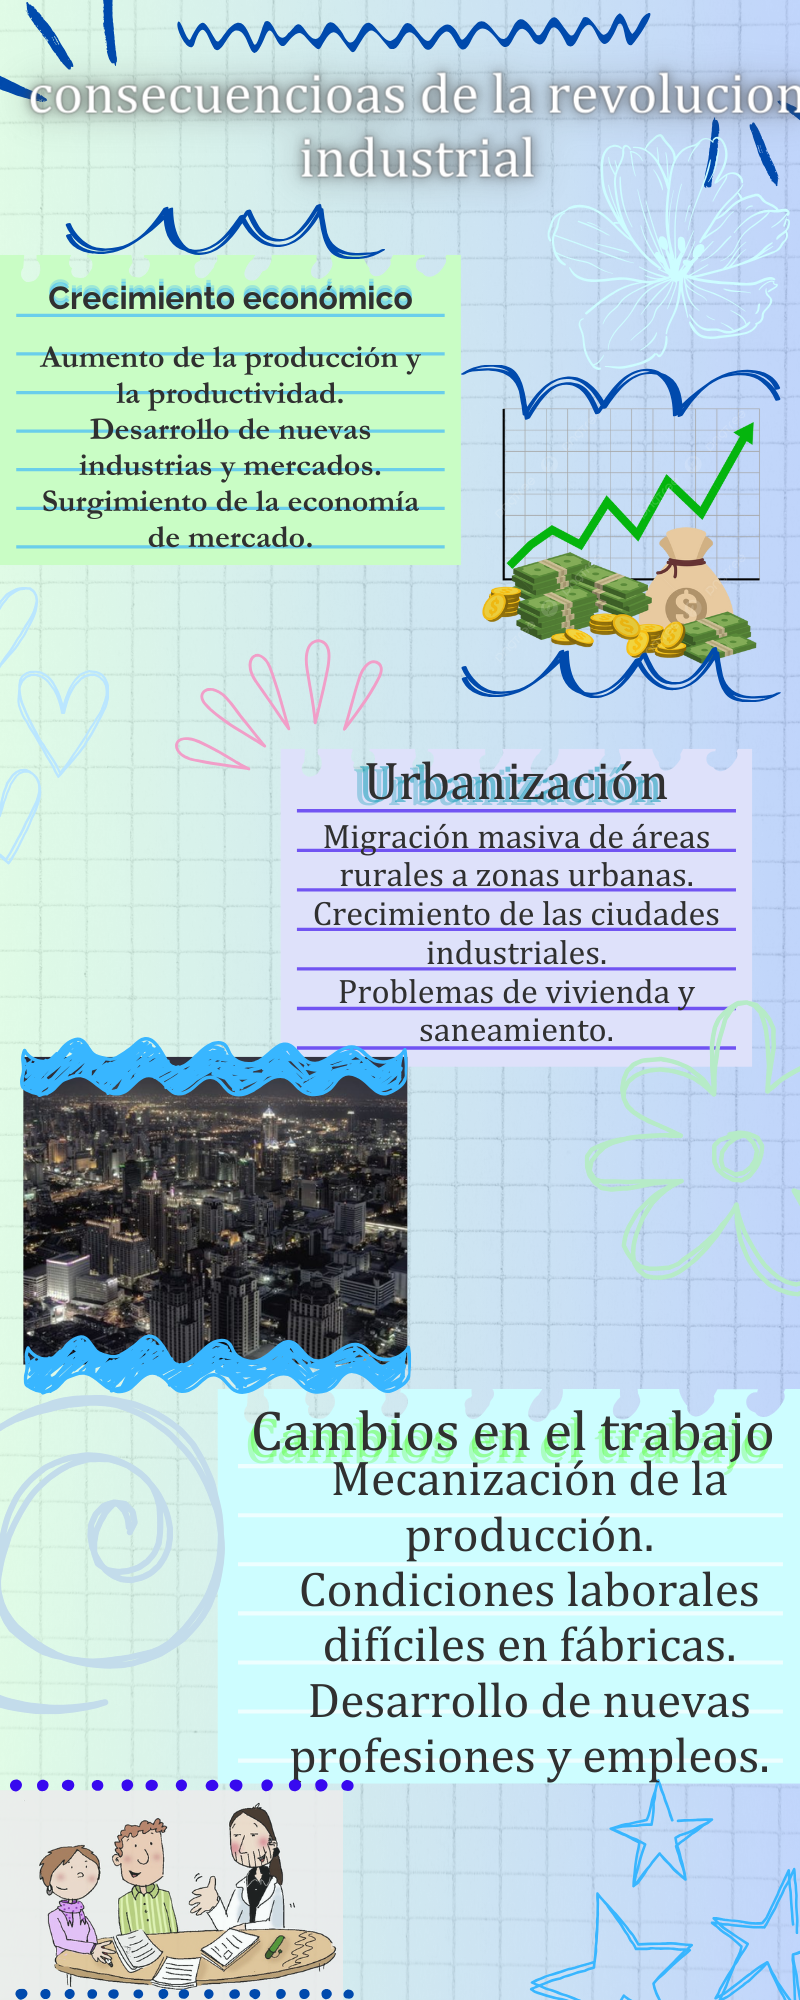 consecuencioas de la revolucion
industrial
Crecimiento económico
Aumento de la producción y
la productividad.
Desarrollo de nuevas
industrias y mercados.
Surgimiento de la economía
de mercado.
$
Urbanización
Migración masiva de áreas
rurales a zonas urbanas.
Crecimiento de las ciudades
industriales.
Problemas de vivienda y
saneamiento.
Cambios en el trabajo
Mecanización de la
producción.
Condiciones laborales
difíciles en fábricas.
Desarrollo de nuevas
profesiones y empleos.